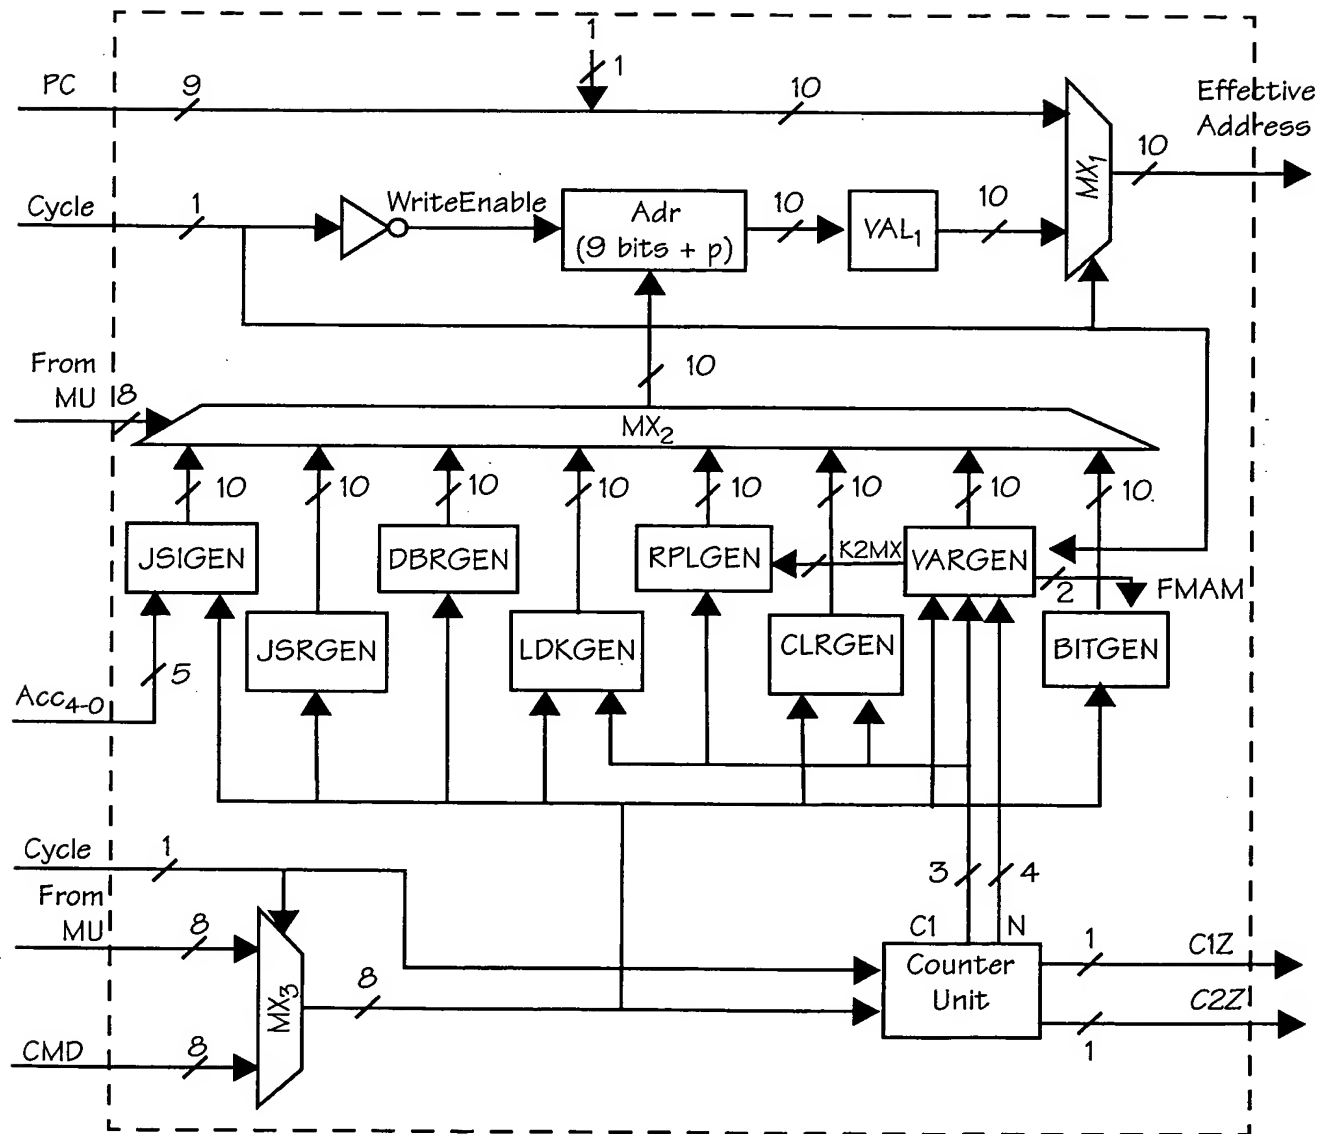 1
PC
9
1
10
Effective
Address
10
Cycle
1
WriteEnable
Adr
(9 bits + p)
10
VAL1
10
MX1
From
MU
8
10
MX2
10
10
10
10
10
10
10
10
JSIGEN
DBRGEN
RPLGEN
K2MX
VARGEN
2
FMAM
JSRGEN
LDKGEN
CLRGEN
BITGEN
5
Acc4-0
Cycle
1
3
4
From
MU
8
C1
N
1
C1Z
Counter
Unit
MX3
8
C2Z
1
CMD
8